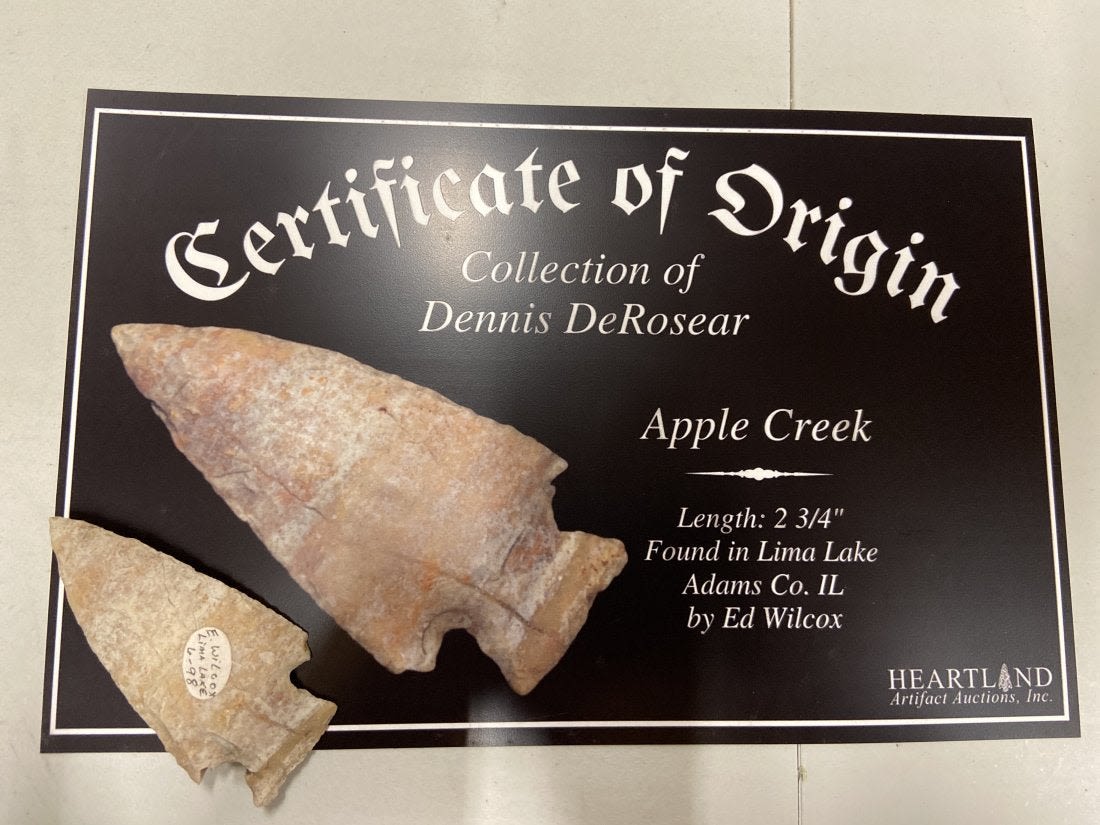 Certificate of Origin
Collection of
Dennis DeRosear
Apple Creek
Length: 2 3/4"
Found in Lima Lake
Adams Co. IL
by Ed Wilcox
HEARTLAND
Artifact Auctions, Inc.
E. WILCOX
LIMA LAKE
6-98